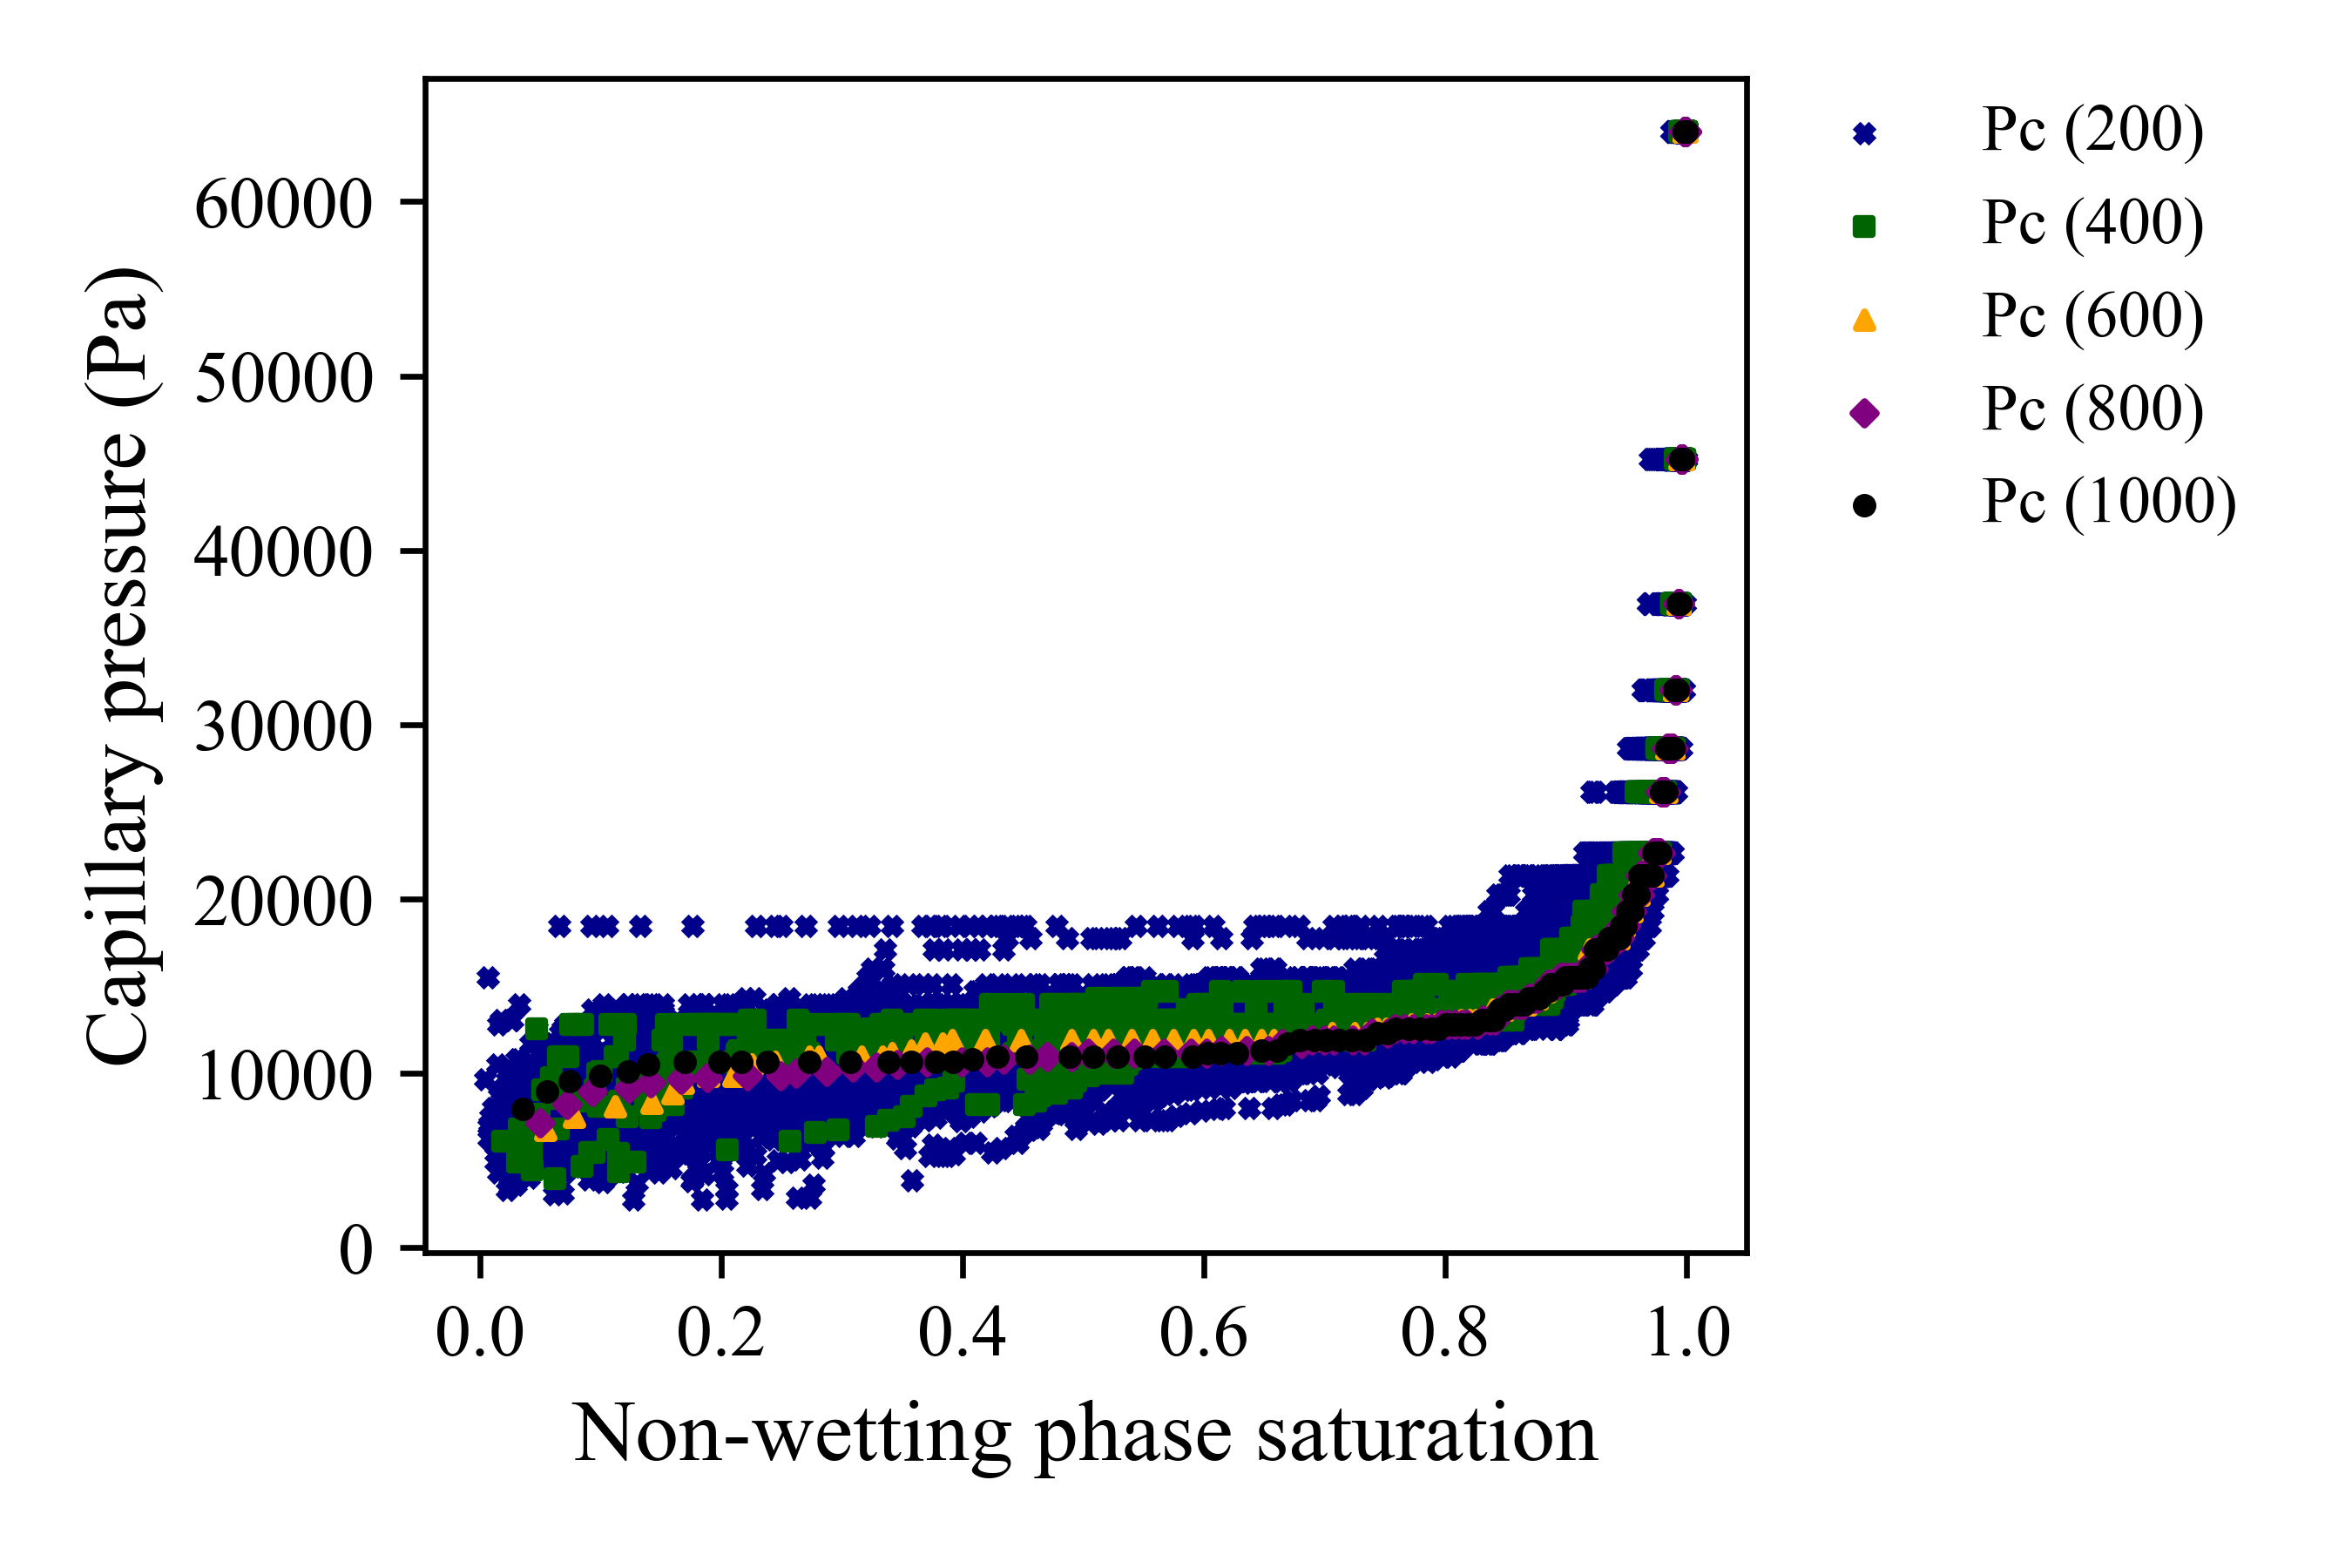 Capillary pressure (Pa)
60000
50000
40000
30000
20000
10000
0
0.0 0.2 0.4 0.6 0.8 1.0
Non-wetting phase saturation
Pc (200)
Pc (400)
Pc (600)
Pc (800)
Pc (1000)